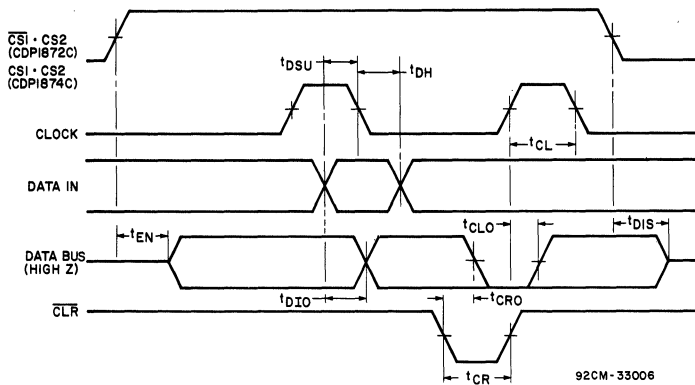 CS1 • CS2
(CDP1872C)
CS1 • CS2
(CDP1874C)
tDSU
tDH
CLOCK
tCL
DATA IN
tEN
tCLO
tDIS
DATA BUS
(HIGH Z)
tDIO
tCRO
CLR
tCR
92CM-33006